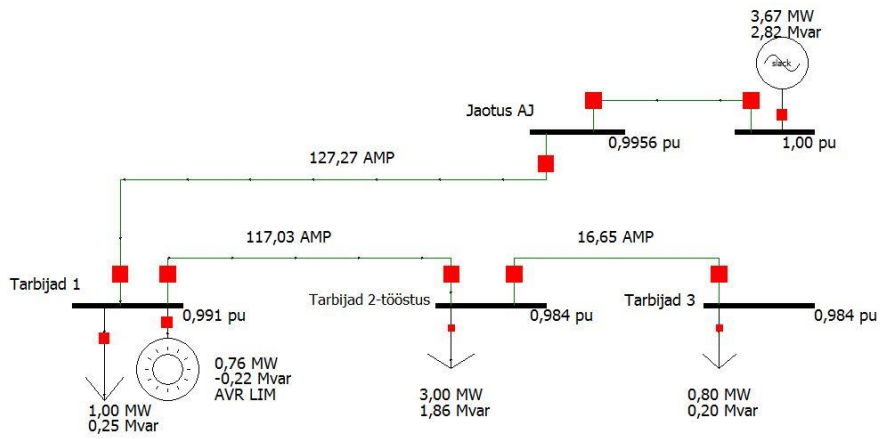 3,67 MW
2,82 Mvar
slack
Jaotus AJ
0,9956 pu
1,00 pu
127,27 AMP
117,03 AMP
16,65 AMP
Tarbijad 1
0,991 pu
Tarbijad 2-tööstus
0,984 pu
Tarbijad 3
0,984 pu
0,76 MW
-0,22 Mvar
AVR LIM
1,00 MW
0,25 Mvar
3,00 MW
1,86 Mvar
0,80 MW
0,20 Mvar